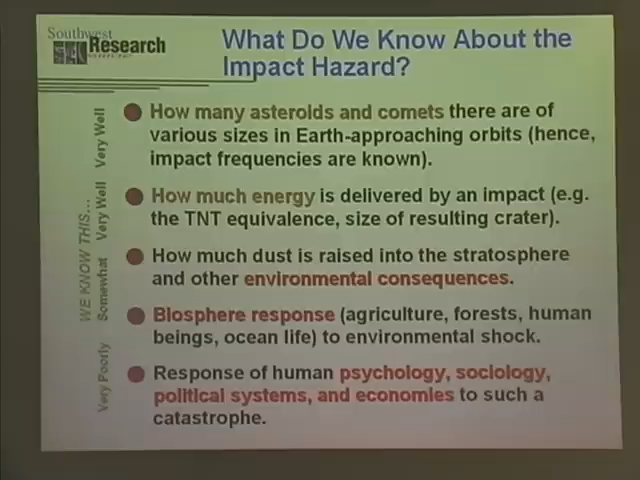 Southwest
Research
What Do We Know About the
Impact Hazard?
WE KNOW THIS...
Very Well
How many asteroids and comets there are of
various sizes in Earth-approaching orbits (hence,
impact frequencies are known).
Very Well
How much energy is delivered by an impact (e.g.
the TNT equivalence, size of resulting crater).
Somewhat
How much dust is raised into the stratosphere
and other environmental consequences.
Biosphere response (agriculture, forests, human
beings, ocean life) to environmental shock.
Very Poorly
Response of human psychology, sociology,
political systems, and economies to such a
catastrophe.